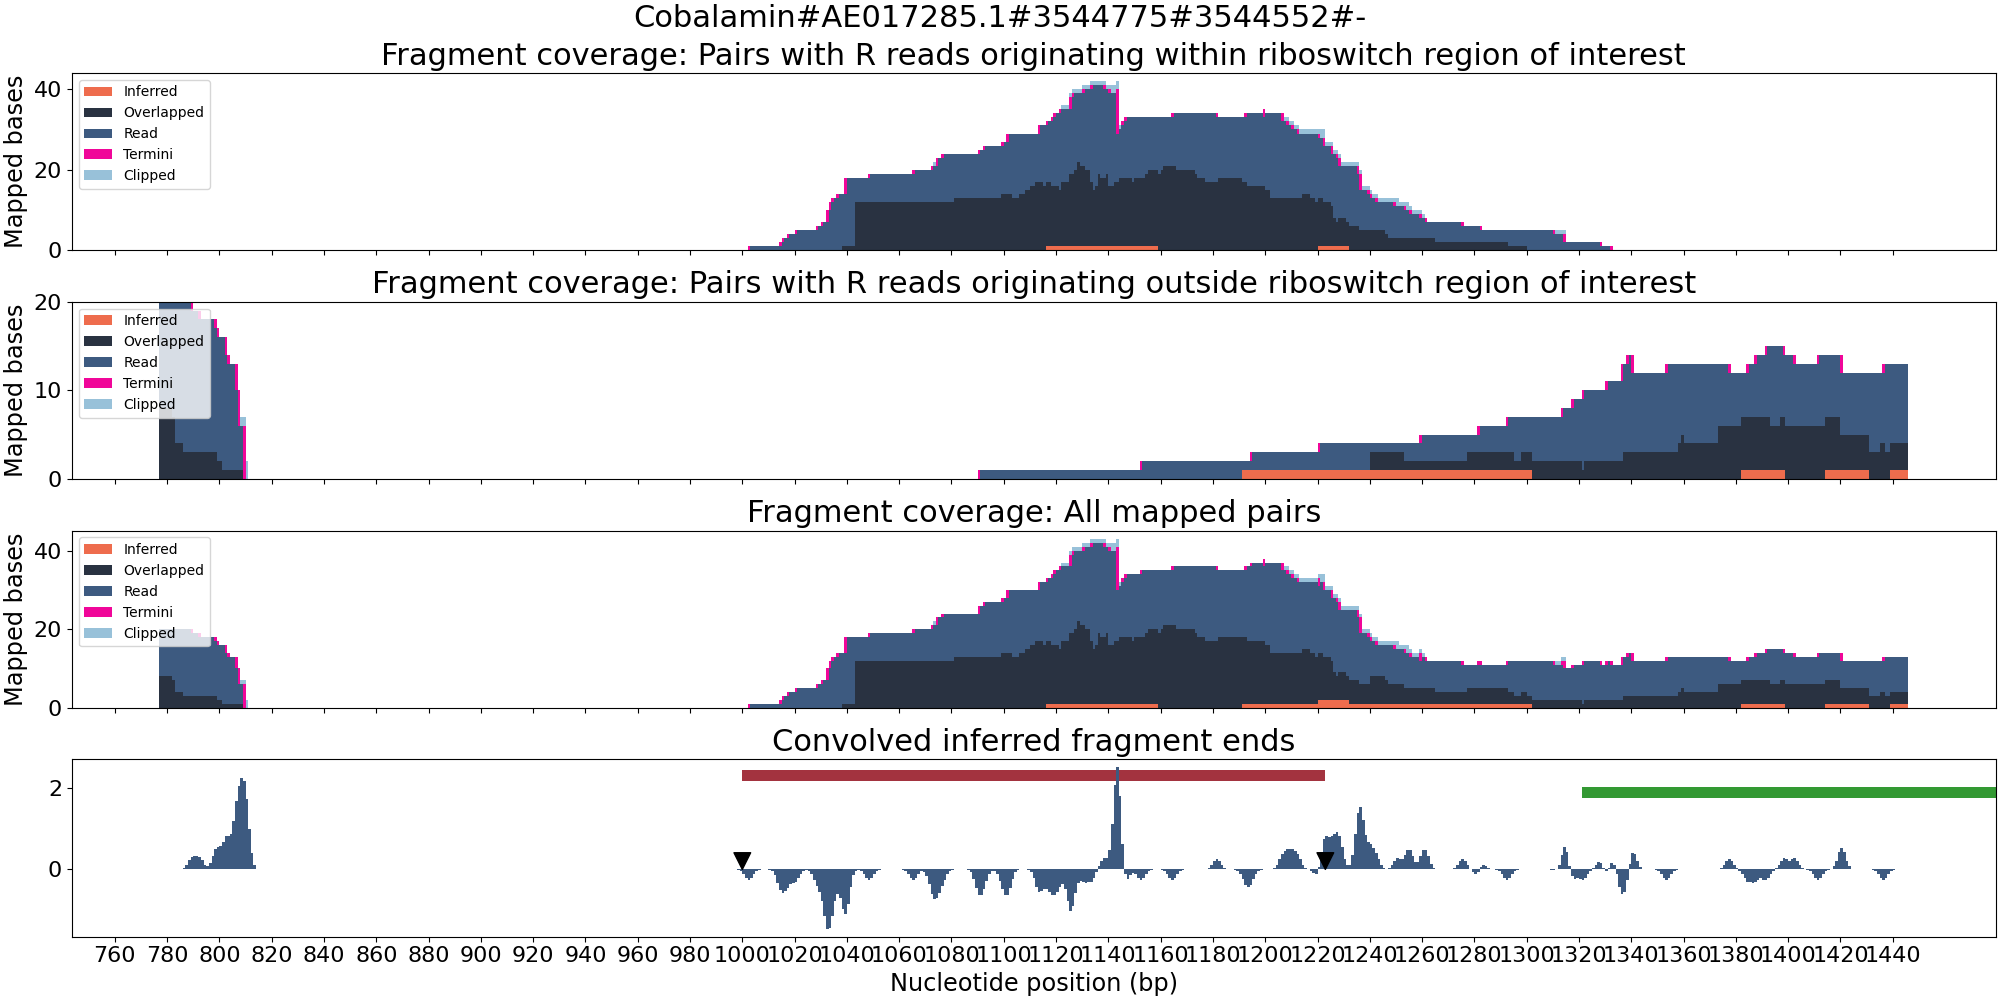 Cobalamin#AE017285.1#3544775#3544552#-
Fragment coverage: Pairs with R reads originating within riboswitch region of interest
Mapped bases
40
20
0
Inferred
Overlapped
Read
Termini
Clipped
Fragment coverage: Pairs with R reads originating outside riboswitch region of interest
Mapped bases
20
10
0
Inferred
Overlapped
Read
Termini
Clipped
Fragment coverage: All mapped pairs
Mapped bases
40
20
0
Inferred
Overlapped
Read
Termini
Clipped
Convolved inferred fragment ends
2
0
760 780 800 820 840 860 880 900 920 940 960 980 1000 1020 1040 1060 1080 1100 1120 1140 1160 1180 1200 1220 1240 1260 1280 1300 1320 1340 1360 1380 1400 1420 1440
Nucleotide position (bp)